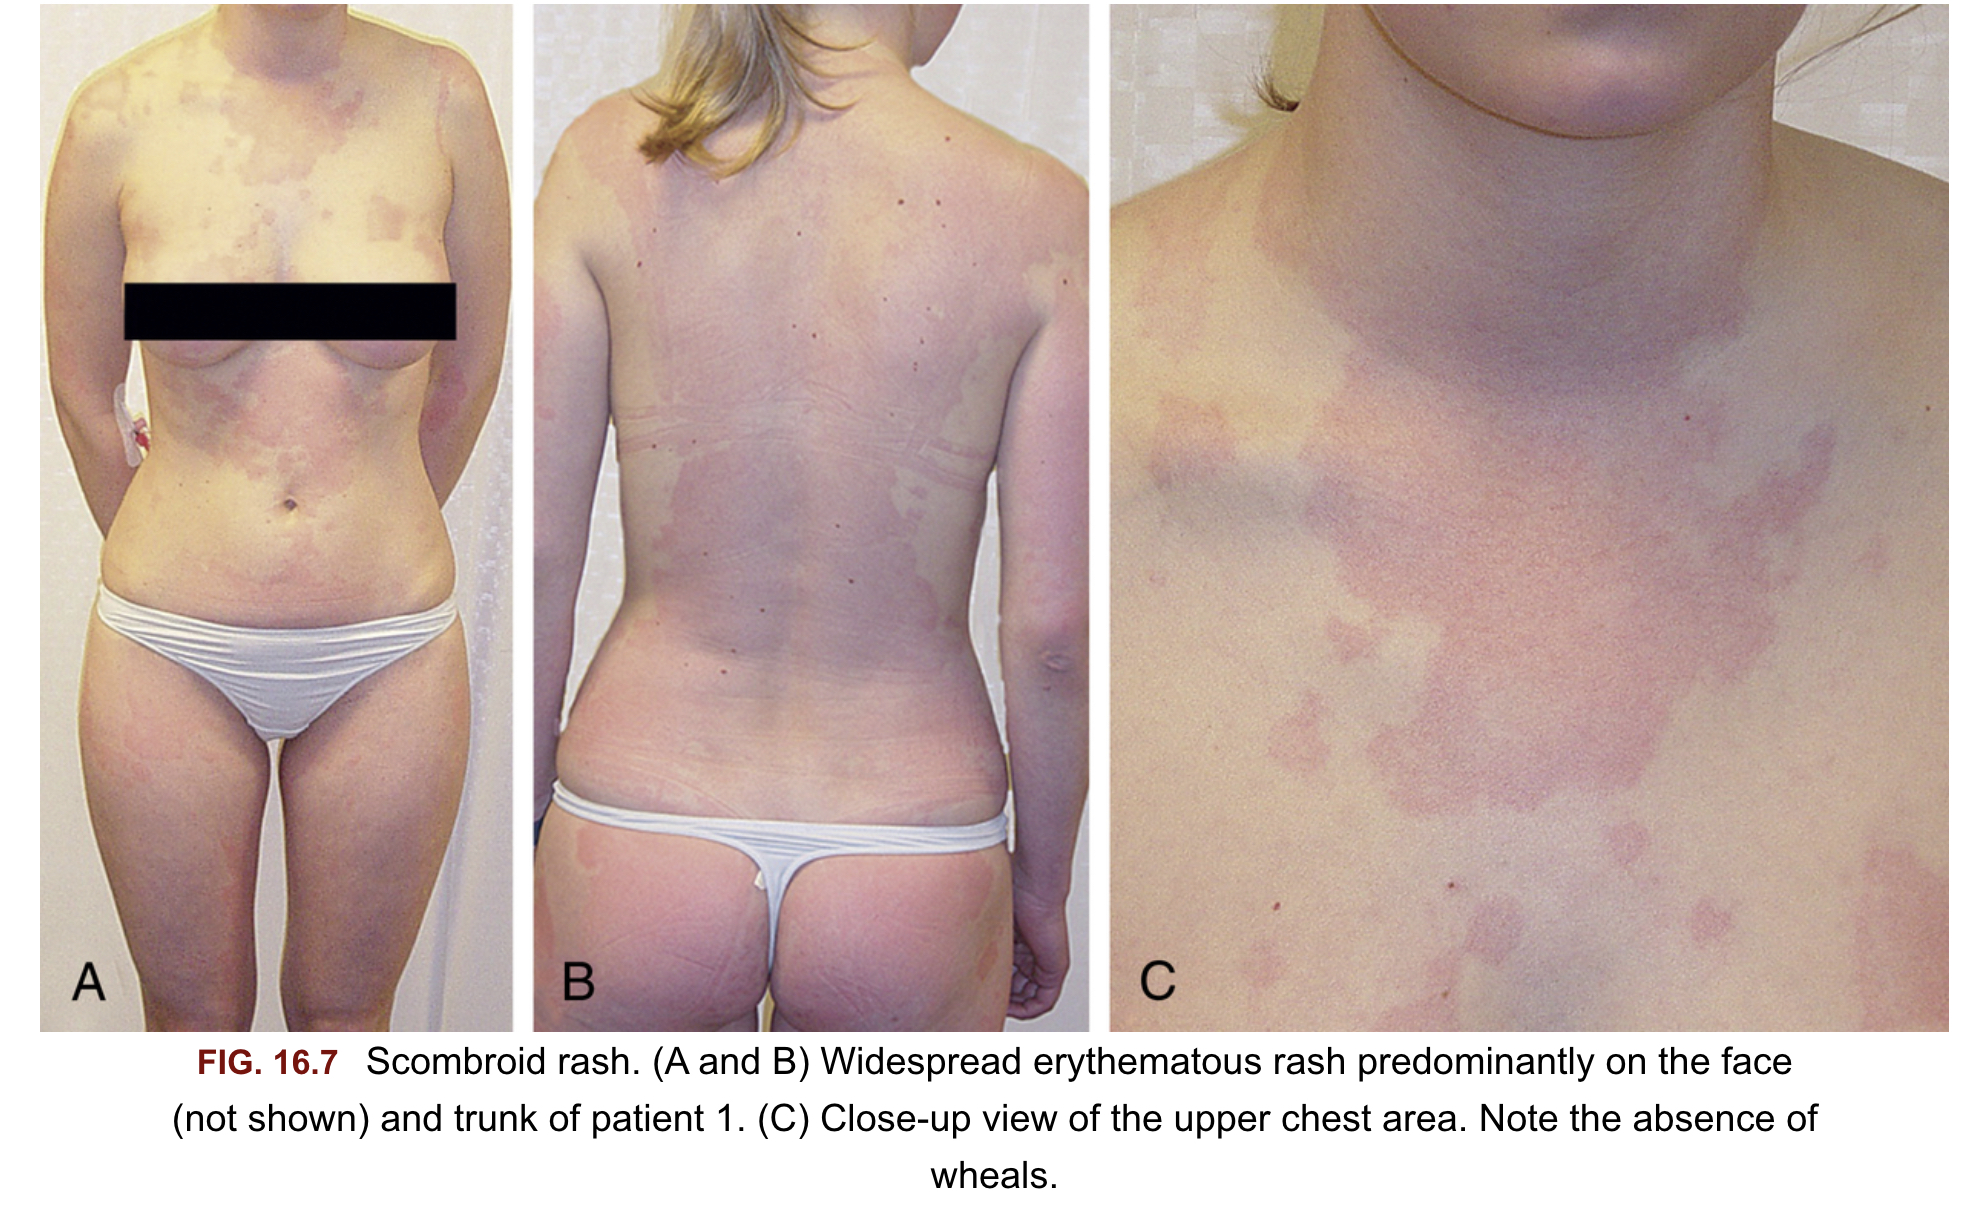 A
B
C
FIG. 16.7 Scombroid rash. (A and B) Widespread erythematous rash predominantly on the face
(not shown) and trunk of patient 1. (C) Close-up view of the upper chest area. Note the absence of
wheals.